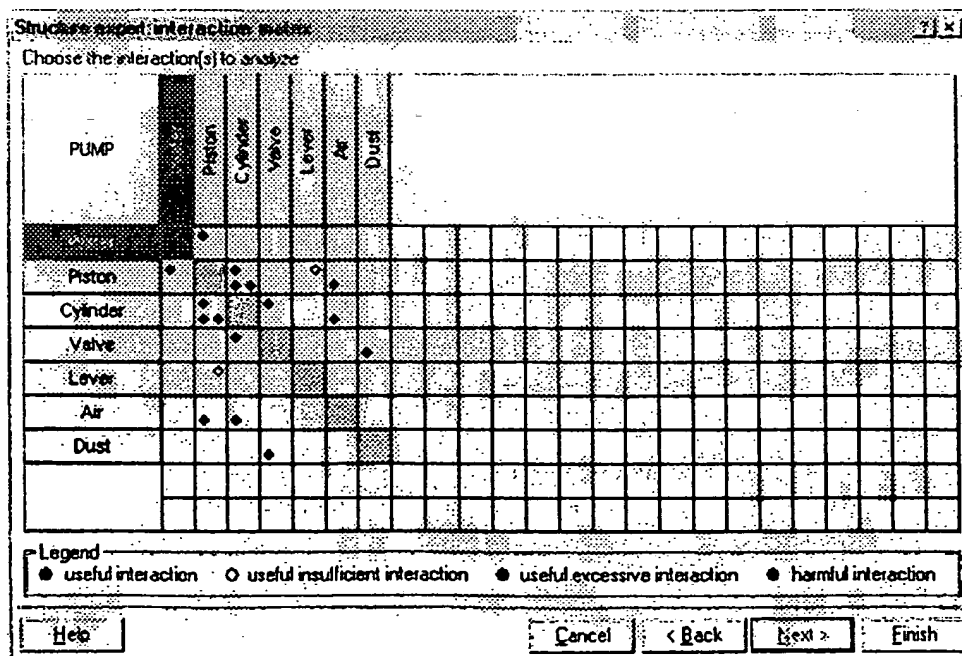 Structure expert: interaction matrix
Choose the interaction(s) to analyze
PUMP
Piston
Cylinder
Valve
Lever
Air
Dust
Piston
Cylinder
Valve
Lever
Air
Dust
Legend
useful interaction
useful insufficient interaction
useful excessive interaction
harmful interaction
Help
Cancel
< Back
Next >
Finish